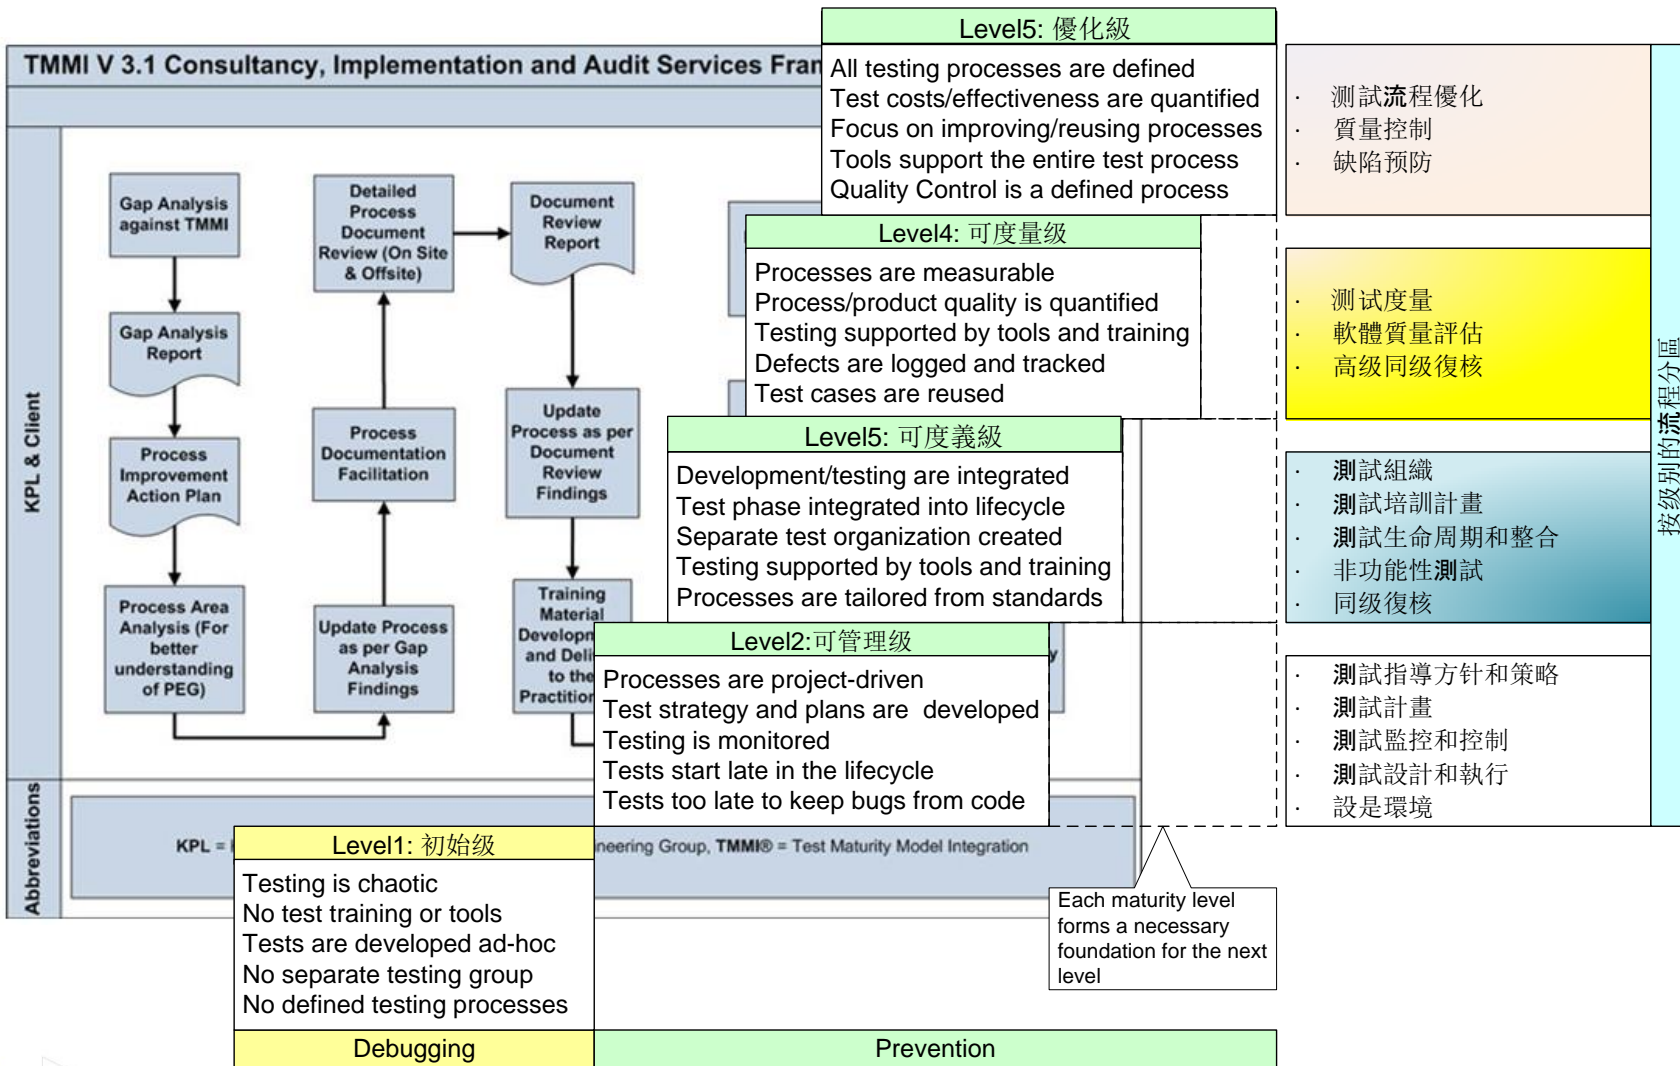 TMMI V 3.1 Consultancy, Implementation and Audit Services
KPL & Client
Gap Analysis
against TMMI
Gap Analysis
Report
Process
Improvement
Action Plan
Process Area
Analysis (For
better
understanding
of PEG)
Detailed
Process
Document
Review (On Site
& Offsite)
Process
Documentation
Facilitation
Update Process
as per Gap
Analysis
Findings
Document
Review
Report
Update
Process as per
Document
Review
Findings
Training
Material
and
to the
Abbreviations
KPL =
Group, TMMI® = Test Maturity Model Integration
Level5: 優化級
All testing processes are defined
Test costs/effectiveness are quantified
Focus on improving/reusing processes
Tools support the entire test process
Quality Control is a defined process
Level4: 可度量级
Processes are measurable
Process/product quality is quantified
Testing supported by tools and training
Defects are logged and tracked
Test cases are reused
Level5: 可度義級
Development/testing are integrated
Test phase integrated into lifecycle
Separate test organization created
Testing supported by tools and training
Processes are tailored from standards
Level2:可管理级
Processes are project-driven
Test strategy and plans are developed
Testing is monitored
Tests start late in the lifecycle
Tests too late to keep bugs from code
Level1: 初始级
Testing is chaotic
No test training or tools
Tests are developed ad-hoc
No separate testing group
No defined testing processes
Debugging
Prevention
Each maturity level
forms a necessary
foundation for the next
level
· 测試流程優化
· 質量控制
· 缺陷预防
· 测试度量
· 軟體質量評估
· 高级同级復核
· 測試組織
· 測試培訓計畫
· 測試生命周期和整合
· 非功能性測試
· 同级復核
· 測試指導方针和策略
· 測試計畫
· 測試監控和控制
· 測試設計和執行
· 設是環境
按级别的流程分區